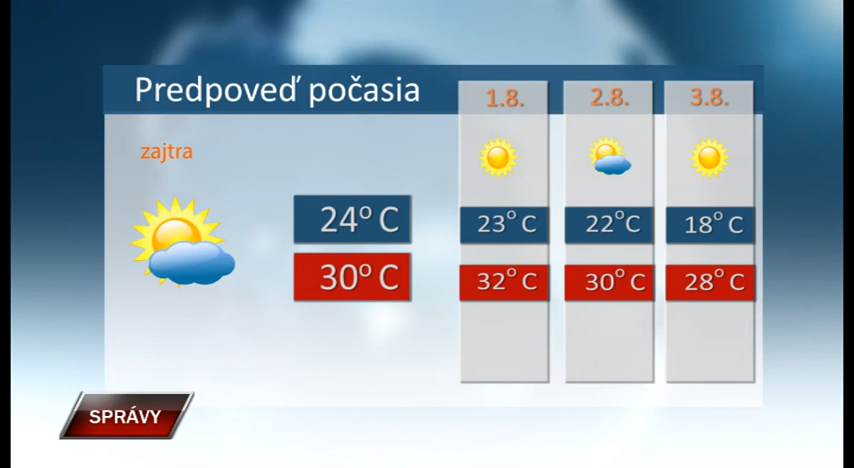 Predpoveď počasia
1.8.
2.8.
3.8.
zajtra
24° C
23° C
22°C
18° C
30° C
32° C
30° C
28° C
SPRÁVY